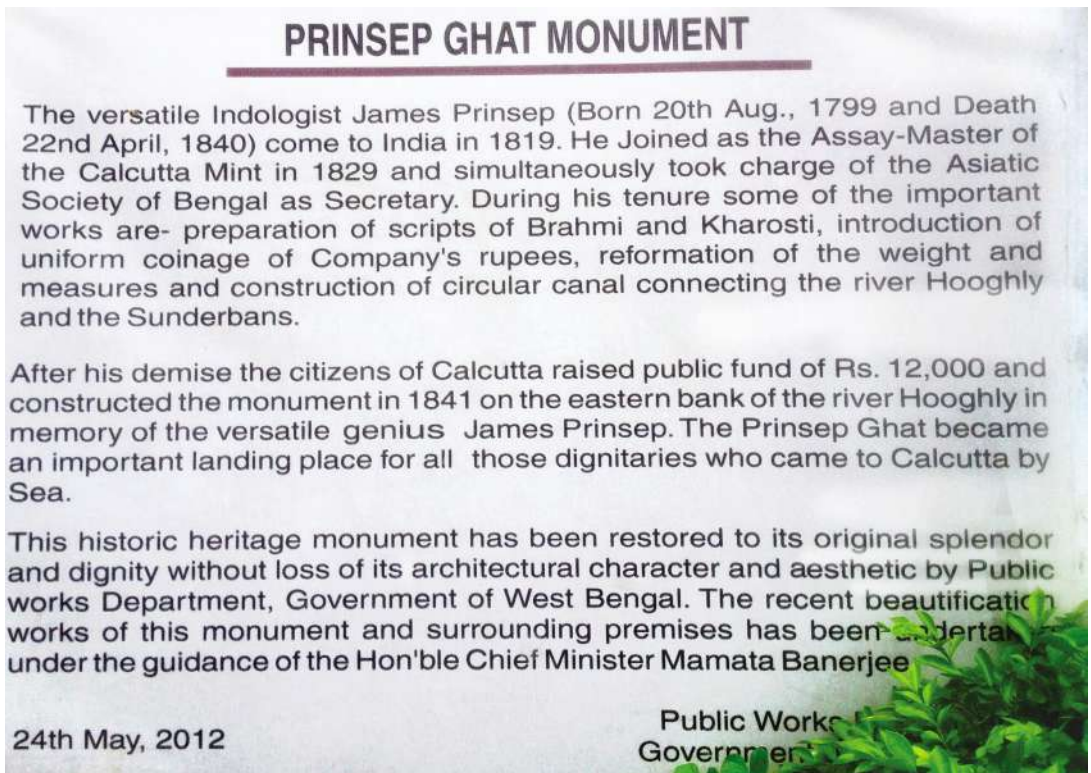 PRINSEP GHAT MONUMENT
The versatile Indologist James Prinsep (Born 20th Aug., 1799 and Death
22nd April, 1840) come to India in 1819. He Joined as the Assay-Master of
the Calcutta Mint in 1829 and simultaneously took charge of the Asiatic
Society of Bengal as Secretary. During his tenure some of the important
works are- preparation of scripts of Brahmi and Kharosti, introduction of
uniform coinage of Company's rupees, reformation of the weight and
measures and construction of circular canal connecting the river Hooghly
and the Sunderbans.
After his demise the citizens of Calcutta raised public fund of Rs. 12,000 and
constructed the monument in 1841 on the eastern bank of the river Hooghly in
memory of the versatile genius James Prinsep. The Prinsep Ghat became
an important landing place for all those dignitaries who came to Calcutta by
Sea.
This historic heritage monument has been restored to its original splendor
and dignity without loss of its architectural character and aesthetic by Public
works Department, Government of West Bengal. The recent beautification
works of this monument and surrounding premises has been
under the guidance of the Hon'ble Chief Minister Mamata Banerjee
24th May, 2012
Public Works
Government